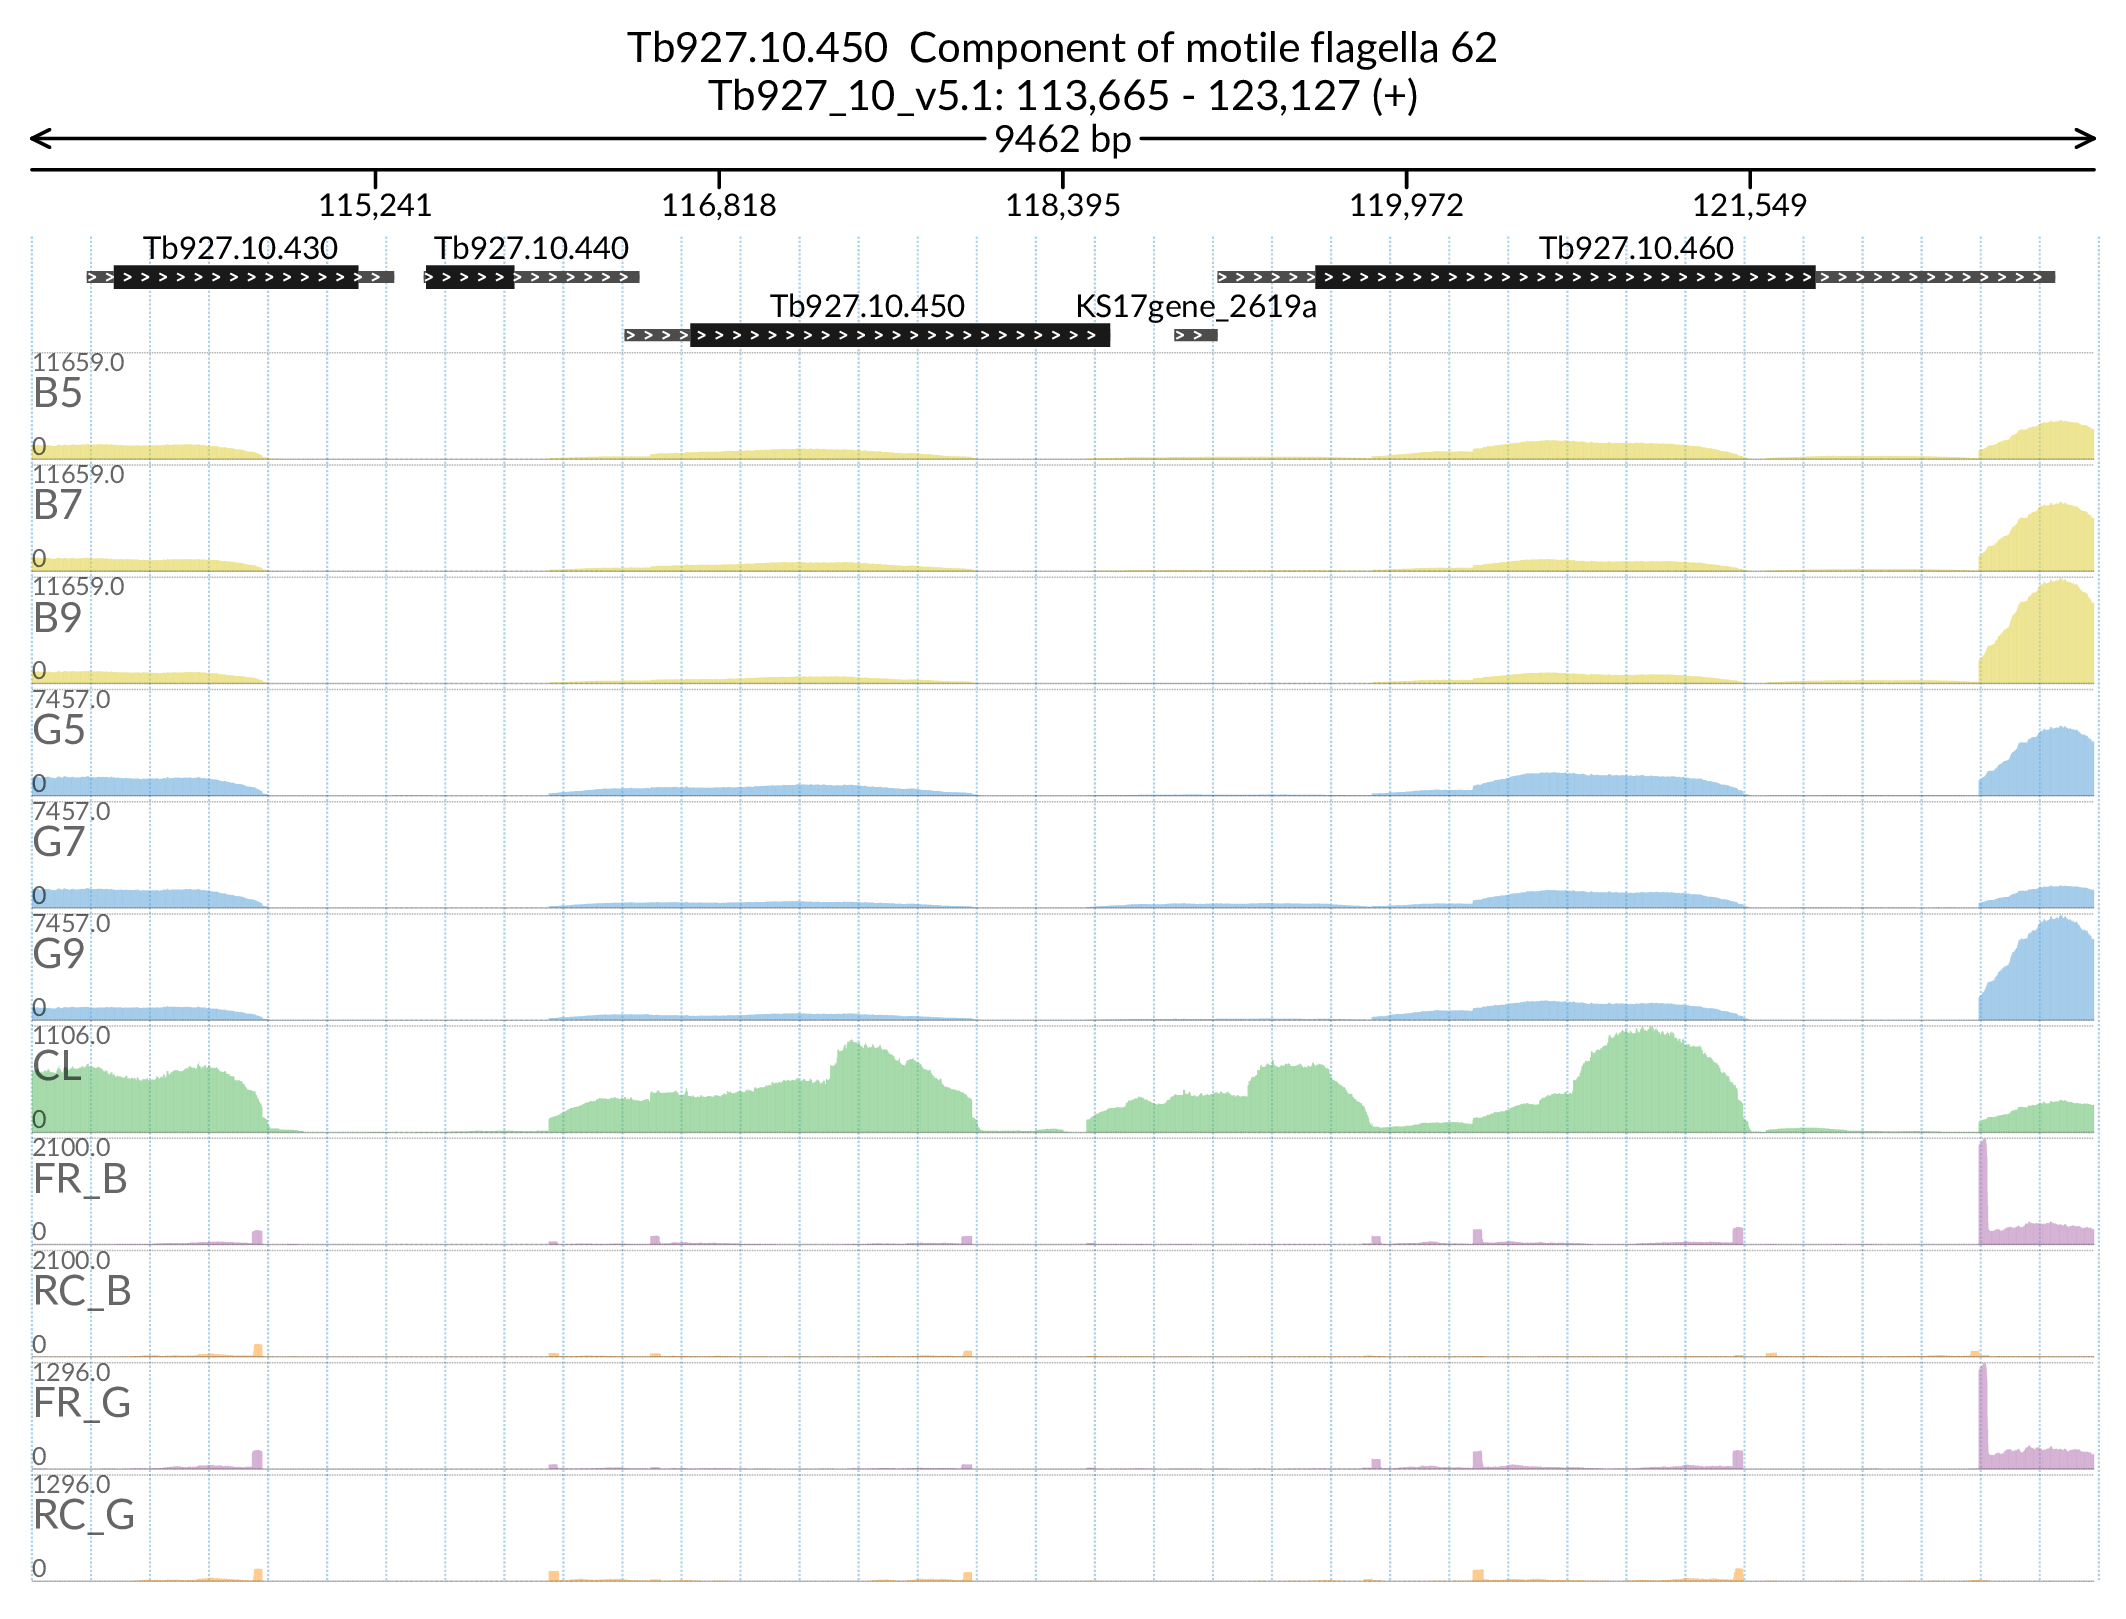 Tb927.10.450  Component of motile flagella 62
Tb927_10_v5.1: 113,665 - 123,127 (+)
9462 bp
115,241 116,818 118,395 119,972 121,549
Tb927.10.430 Tb927.10.440 Tb927.10.460
Tb927.10.450 KS17gene_2619a
11659.0
B5
0
11659.0
B7
0
11659.0
B9
0
7457.0
G5
0
7457.0
G7
0
7457.0
G9
0
1106.0
CL
0
2100.0
FR_B
0
2100.0
RC_B
0
1296.0
FR_G
0
1296.0
RC_G
0